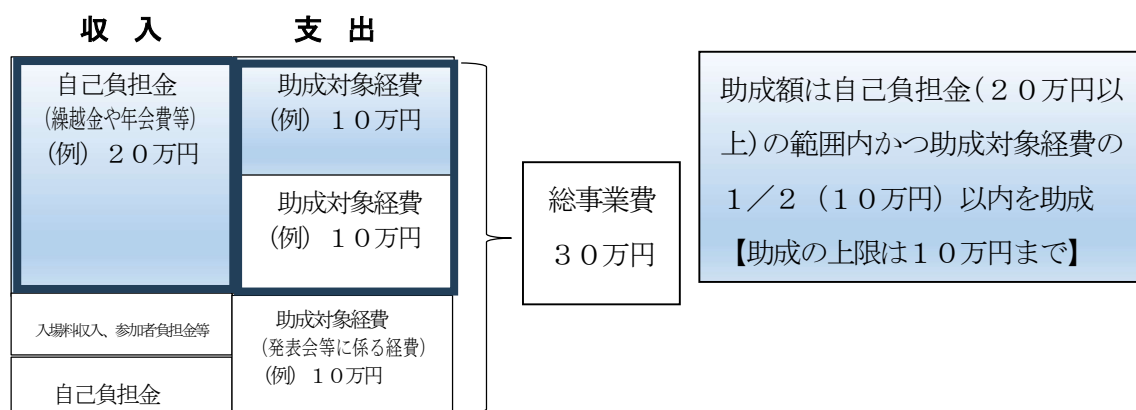 収 入
支 出
自己負担金
(繰越金や年会費等)
(例) ２０万円
助成対象経費
(例) １０万円
助成対象経費
(例) １０万円
入場料収入、参加者負担金等
自己負担金
助成対象経費
(発表会等に係る経費)
(例) １０万円
総事業費
３０万円
助成額は自己負担金(２０万円以
上)の範囲内かつ助成対象経費の
１／２（１０万円）以内を助成
【助成の上限は１０万円まで】